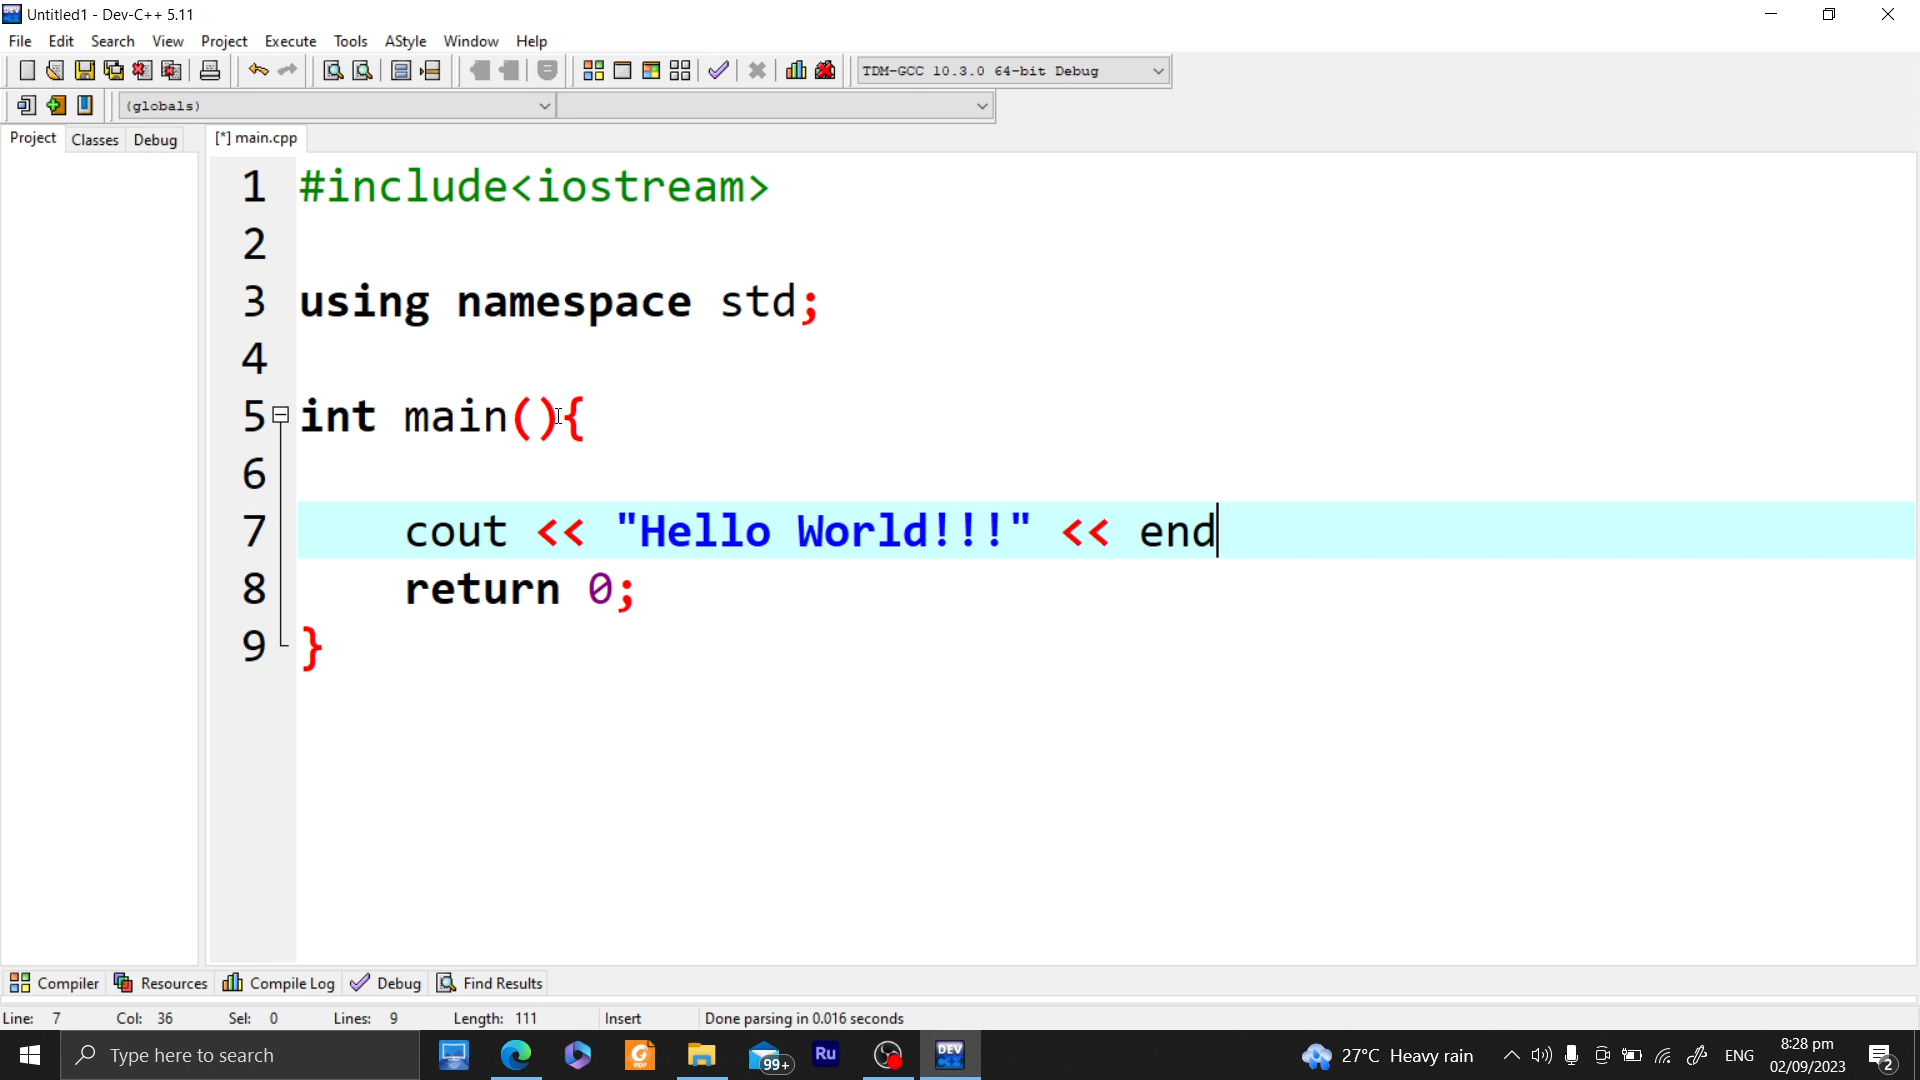 Untitled1 - Dev-C++ 5.11
File Edit Search View Project Execute Tools AStyle Window Help
TDM-GCC 10.3.0 64-bit Debug
(globals)
Project Classes Debug [*] main.cpp
1 #include<iostream>
2
3 using namespace std;
4
5 int main(){
6
7 cout << "Hello World!!!" << end
8 return 0;
9 }
Compiler Resources Compile Log Debug Find Results
Line: 7 Col: 36 Sel: 0 Lines: 9 Length: 111 Insert Done parsing in 0.016 seconds
Type here to search 99+ Ru DEV 27°C Heavy rain ENG 8:28 pm
02/09/2023 2